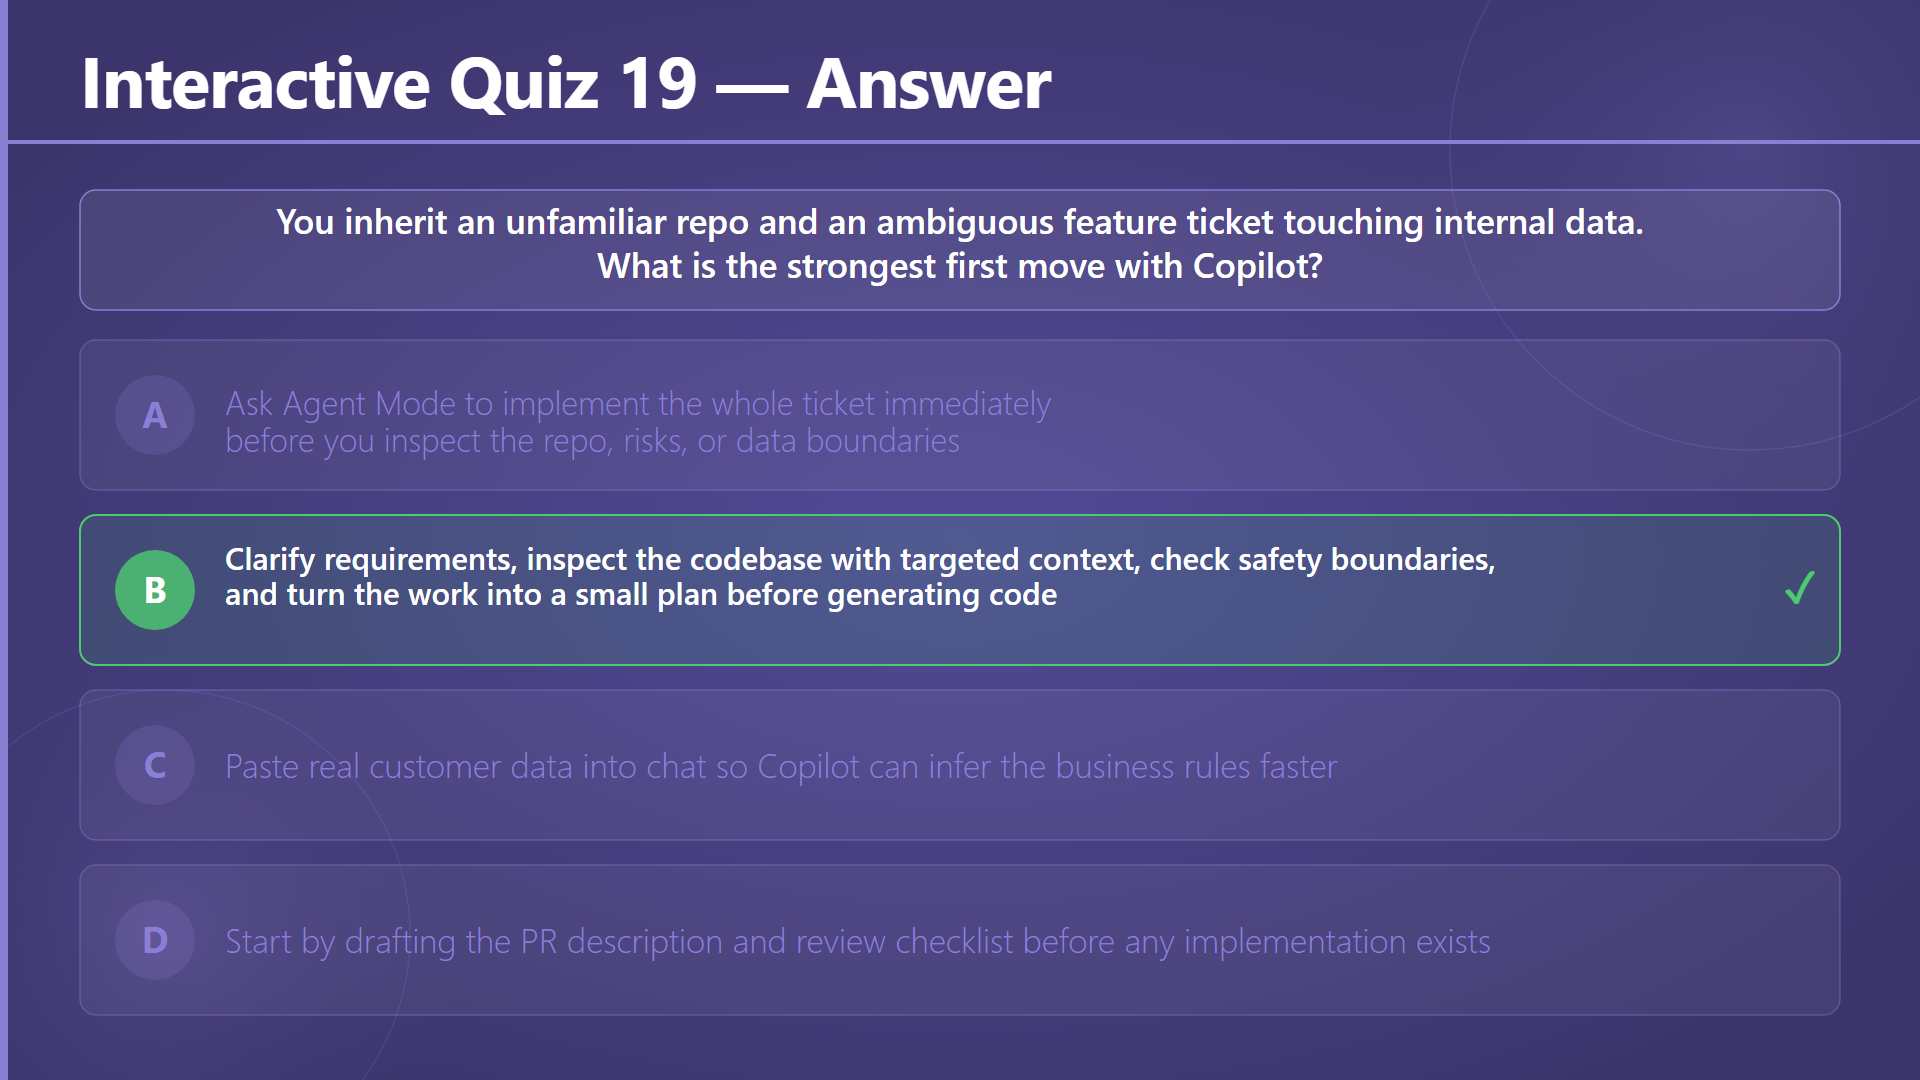 Interactive Quiz 19 — Answer
You inherit an unfamiliar repo and an ambiguous feature ticket touching internal data.
What is the strongest first move with Copilot?
A
Ask Agent Mode to implement the whole ticket immediately
before you inspect the repo, risks, or data boundaries
B
Clarify requirements, inspect the codebase with targeted context, check safety boundaries,
and turn the work into a small plan before generating code
✓
C
Paste real customer data into chat so Copilot can infer the business rules faster
D
Start by drafting the PR description and review checklist before any implementation exists